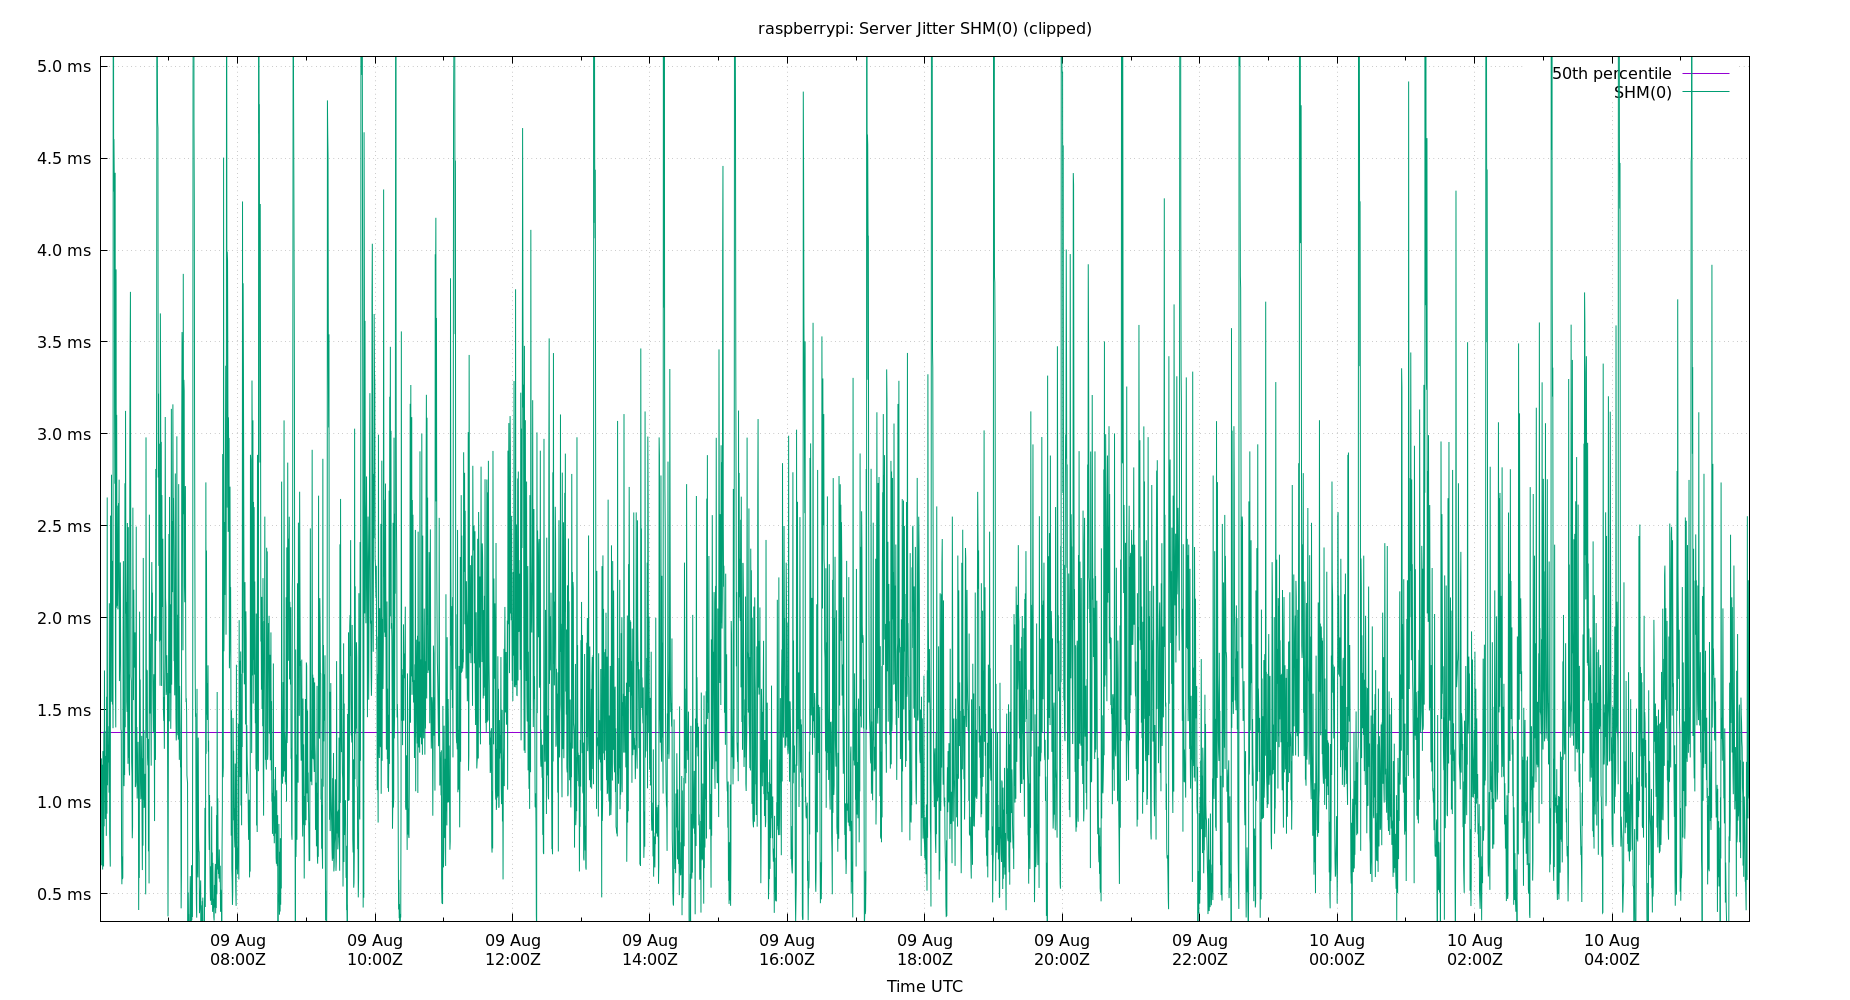 raspberrypi: Server Jitter SHM(0) (clipped)
50th percentile
SHM(0)
5.0 ms
4.5 ms
4.0 ms
3.5 ms
3.0 ms
2.5 ms
2.0 ms
1.5 ms
1.0 ms
0.5 ms
09 Aug 09 Aug 09 Aug 09 Aug 09 Aug 09 Aug 09 Aug 09 Aug 10 Aug 10 Aug 10 Aug
08:00Z 10:00Z 12:00Z 14:00Z 16:00Z 18:00Z 20:00Z 22:00Z 00:00Z 02:00Z 04:00Z
Time UTC